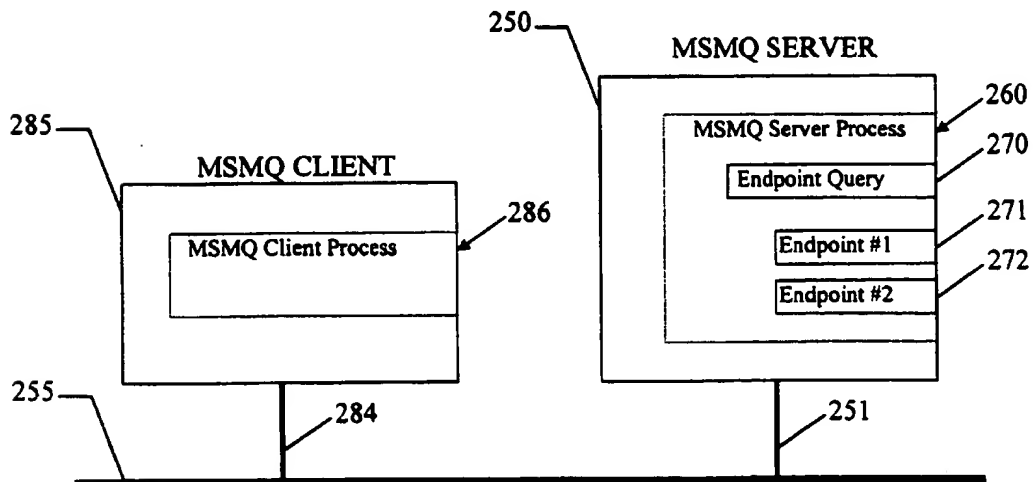 250
MSMQ SERVER
285
260
MSMQ Server Process
270
MSMQ CLIENT
Endpoint Query
286
271
MSMQ Client Process
Endpoint #1
272
Endpoint #2
255
284
251